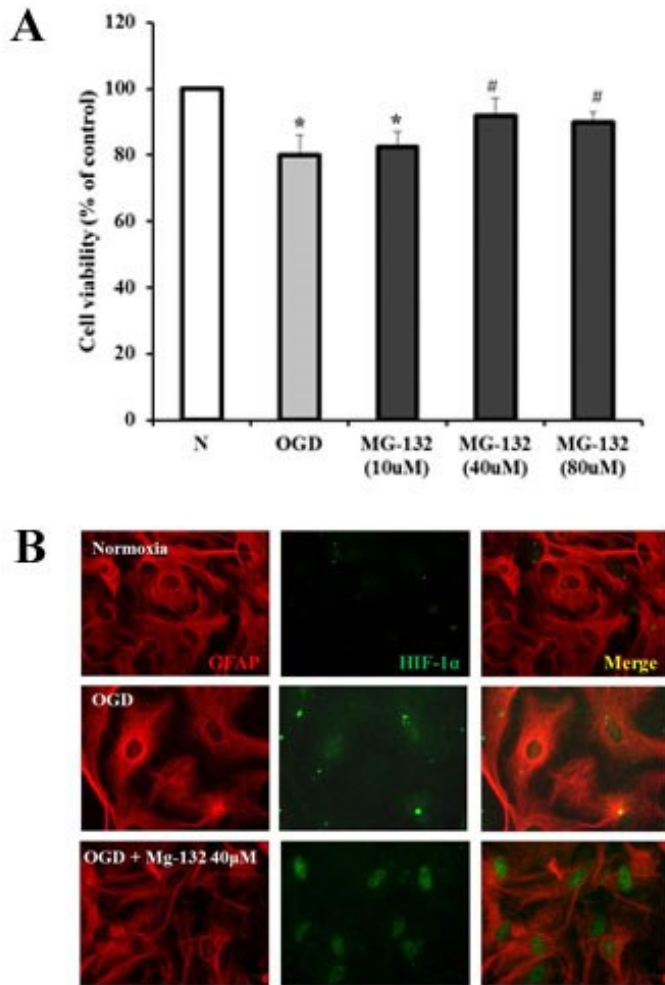 A
Cell viability (% of control)
120
100
80
60
40
20
0
*
*
#
#
N
OGD
MG-132
(10uM)
MG-132
(40uM)
MG-132
(80uM)
B
Normoxia
GFAP
HIF-1α
Merge
OGD
OGD + Mg-132 40μM